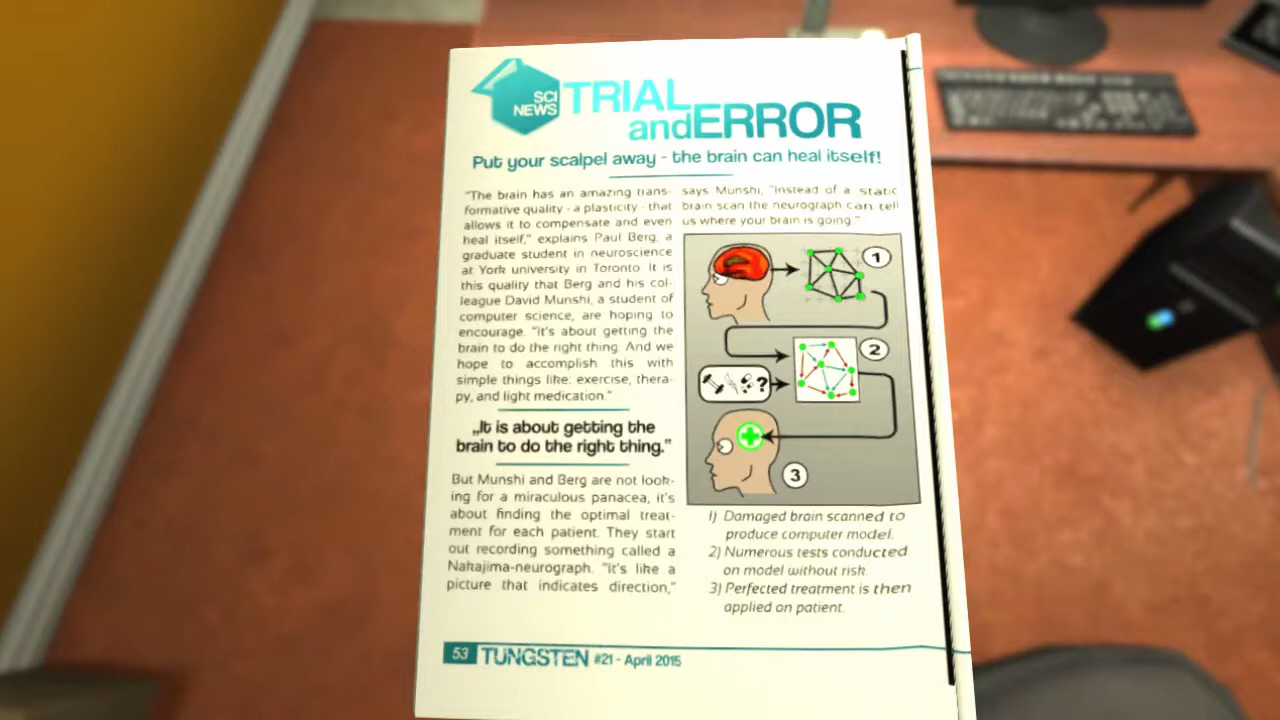 SCI
NEWS
TRIAL
andERROR
Put your scalpel away - the brain can heal itself!
"The brain has an amazing trans-
formative quality - a plasticity - that
allows it to compensate and even
heal itself," explains Paul Berg, a
graduate student in neuroscience
at York university in Toronto. It is
this quality that Berg and his col-
league David Munshi, a student of
computer science, are hoping to
encourage. "it's about getting the
brain to do the right thing. And we
hope to accomplish this with
simple things like: exercise, thera-
py, and light medication."
„It is about getting the
brain to do the right thing."
But Munshi and Berg are not look-
ing for a miraculous panacea, it's
about finding the optimal treat-
ment for each patient. They start
out recording something called a
Nakajima-neurograph. "it's like a
picture that indicates direction,"
says Munshi, "Instead of a static
brain scan the neurograph can tell
us where your brain is going."
1
2
?
3
1) Damaged brain scanned to
produce computer model.
2) Numerous tests conducted
on model without risk.
3) Perfected treatment is then
applied on patient.
53 TUNGSTEN #21 - April 2015